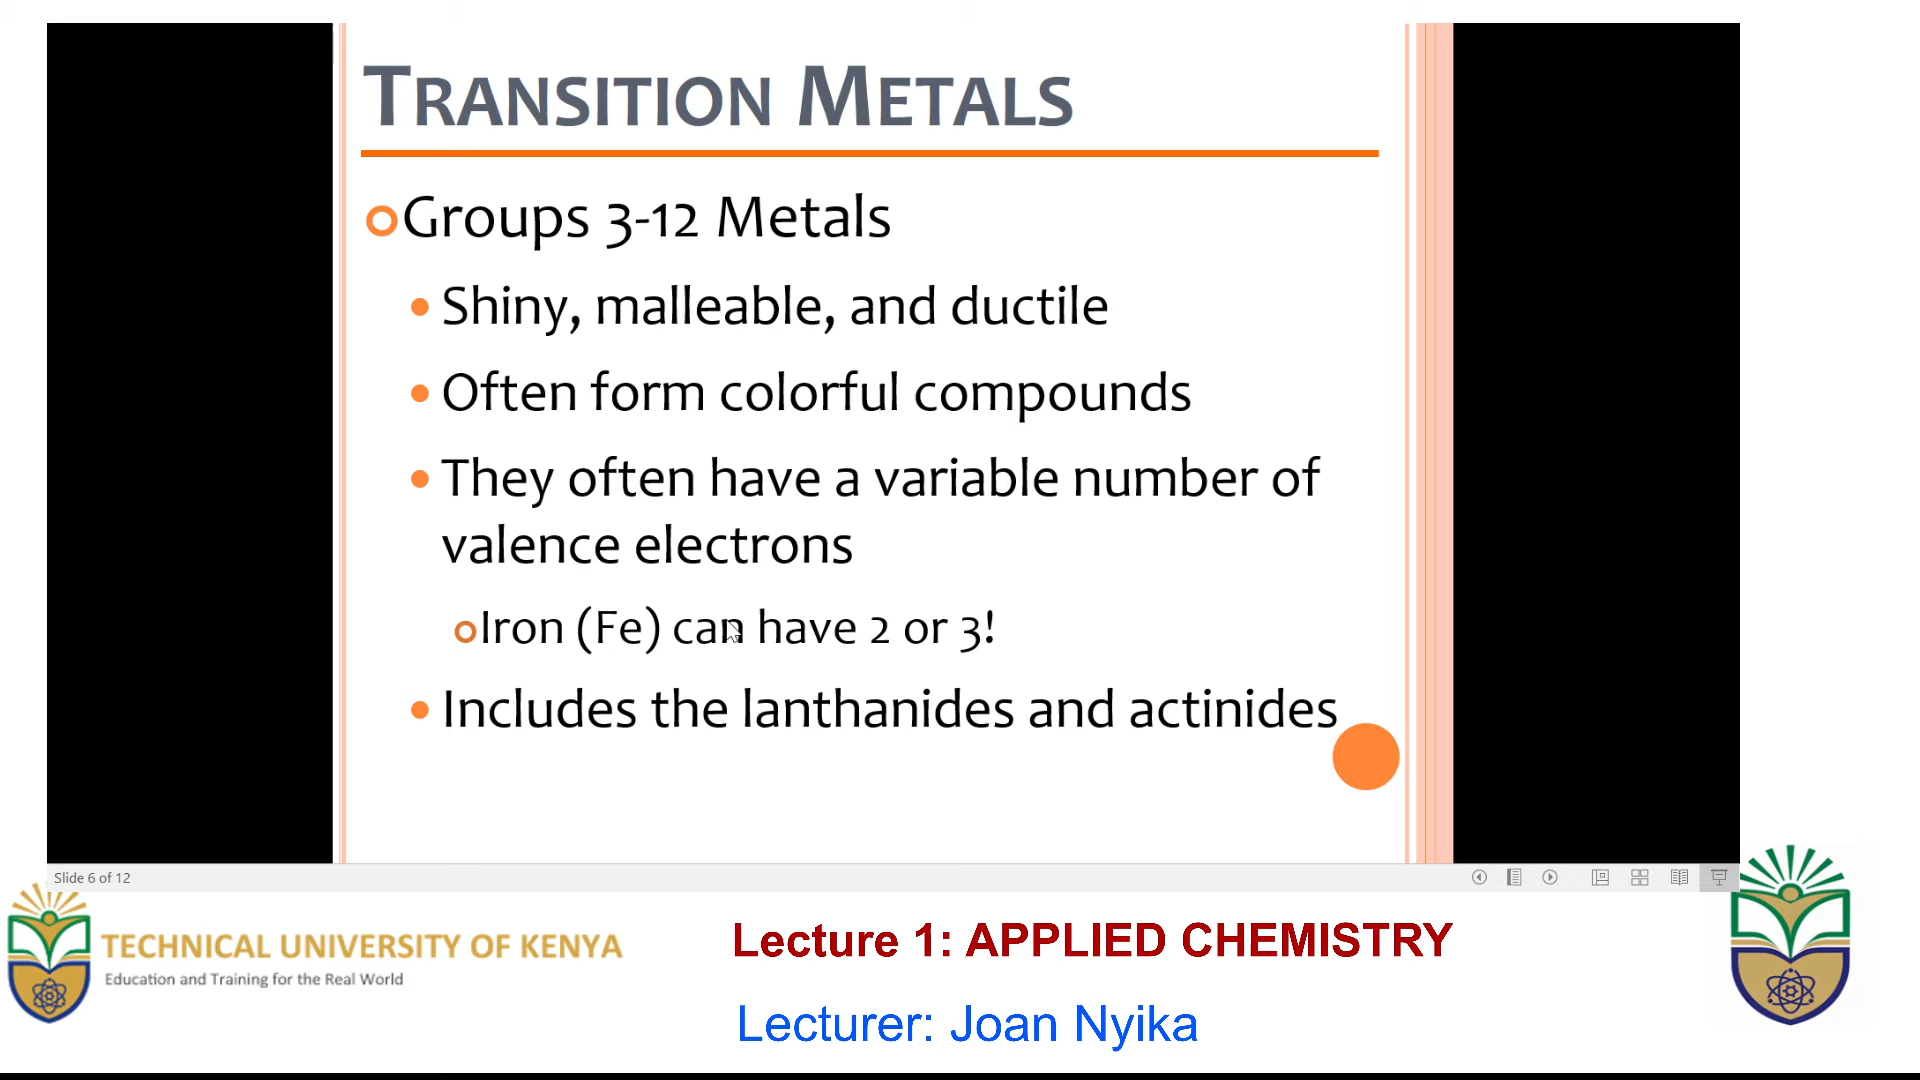 TRANSITION METALS
Groups 3-12 Metals
Shiny, malleable, and ductile
Often form colorful compounds
They often have a variable number of
valence electrons
Iron (Fe) can have 2 or 3!
Includes the lanthanides and actinides
Slide 6 of 12
TECHNICAL UNIVERSITY OF KENYA
Education and Training for the Real World
Lecture 1: APPLIED CHEMISTRY
Lecturer: Joan Nyika